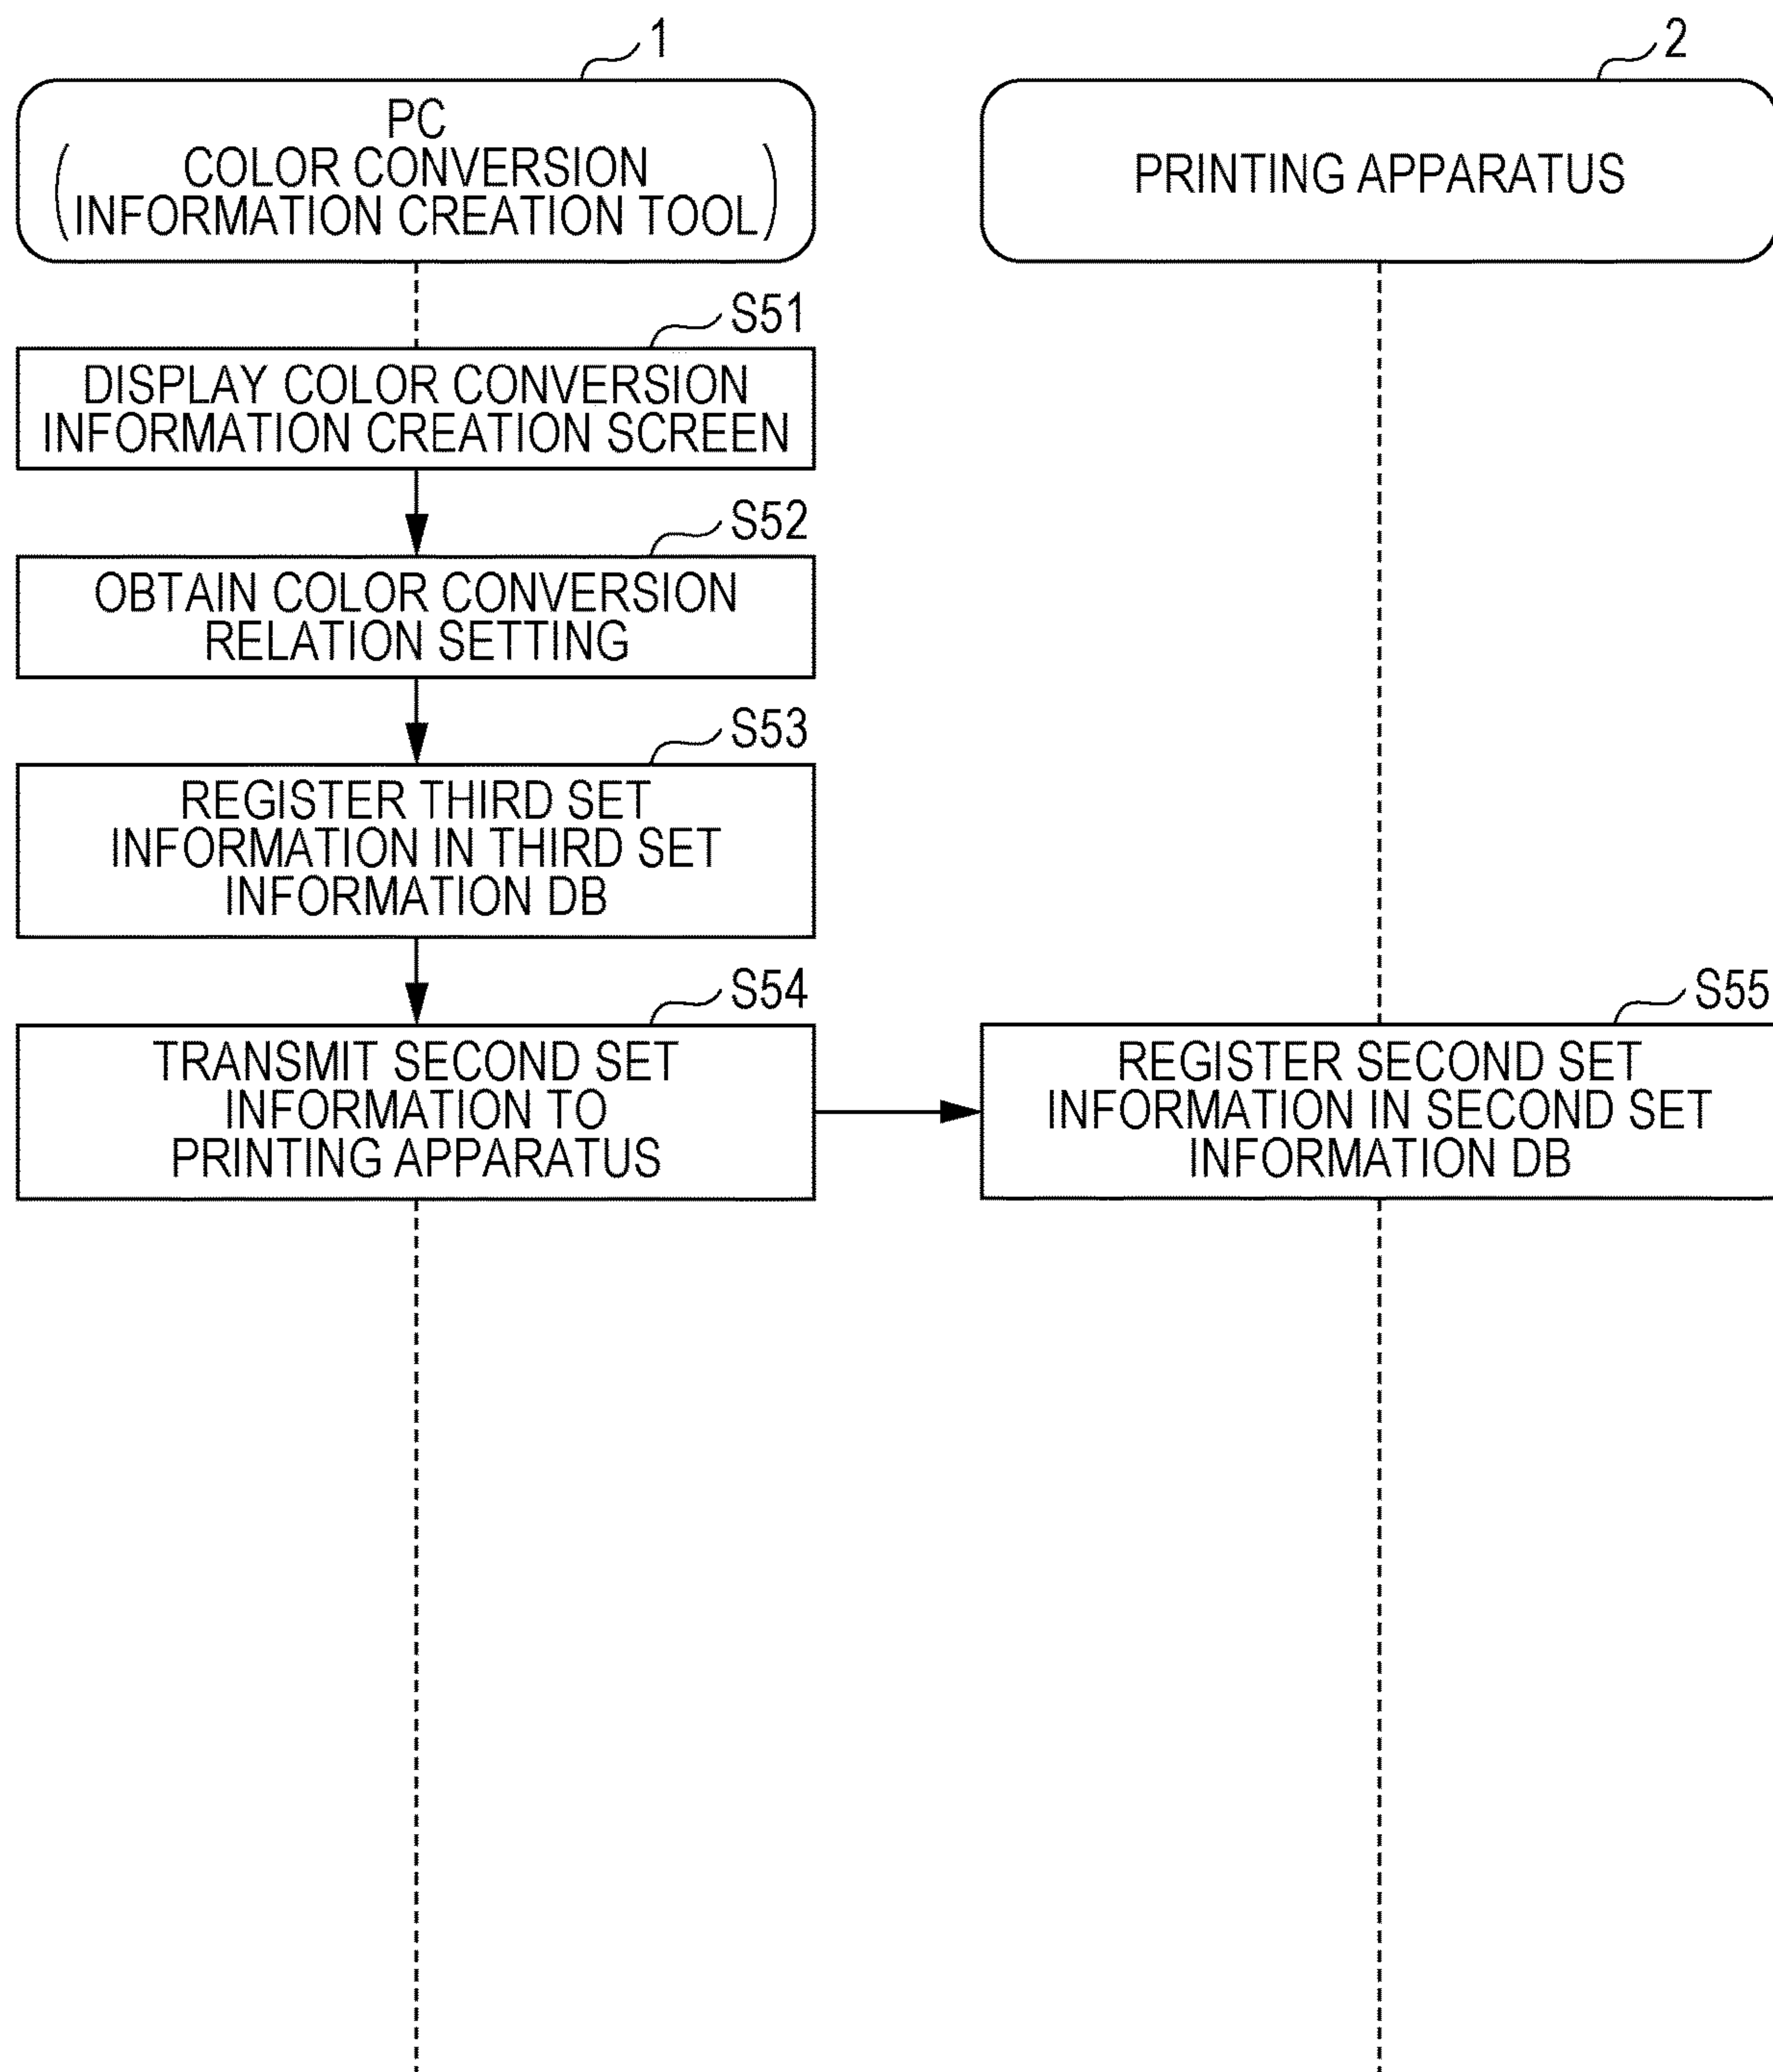 1
PC
COLOR CONVERSION
(INFORMATION CREATION TOOL)
2
PRINTING APPARATUS
S51
DISPLAY COLOR CONVERSION
INFORMATION CREATION SCREEN
S52
OBTAIN COLOR CONVERSION
RELATION SETTING
S53
REGISTER THIRD SET
INFORMATION IN THIRD SET
INFORMATION DB
S54
TRANSMIT SECOND SET
INFORMATION TO
PRINTING APPARATUS
S55
REGISTER SECOND SET
INFORMATION IN SECOND SET
INFORMATION DB